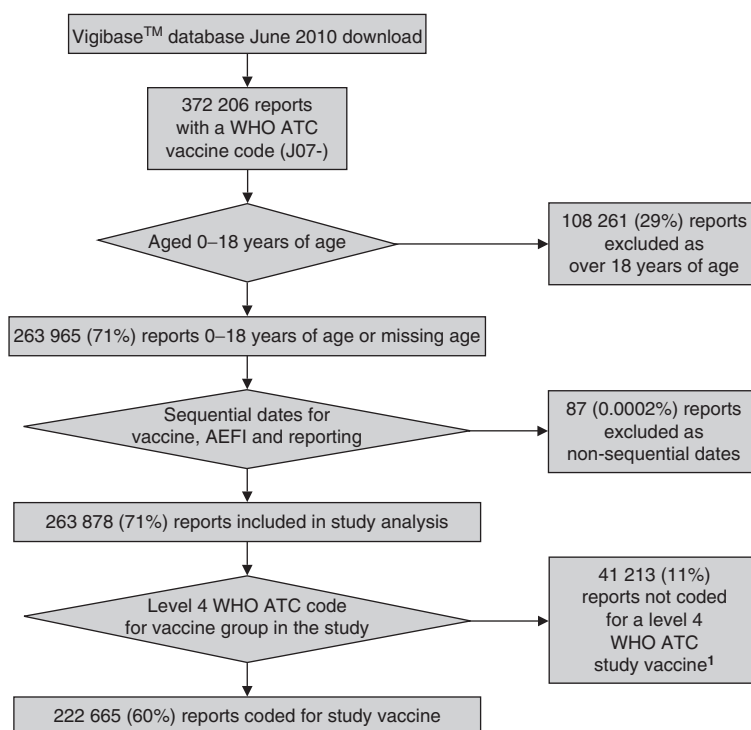 Vigibase™ database June 2010 download
372 206 reports
with a WHO ATC
vaccine code (J07-)
Aged 0–18 years of age
108 261 (29%) reports
excluded as
over 18 years of age
263 965 (71%) reports 0–18 years of age or missing age
Sequential dates for
vaccine, AEFI and reporting
87 (0.0002%) reports
excluded as
non-sequential dates
263 878 (71%) reports included in study analysis
Level 4 WHO ATC code
for vaccine group in the study
41 213 (11%)
reports not coded
for a level 4
WHO ATC
study vaccine¹
222 665 (60%) reports coded for study vaccine